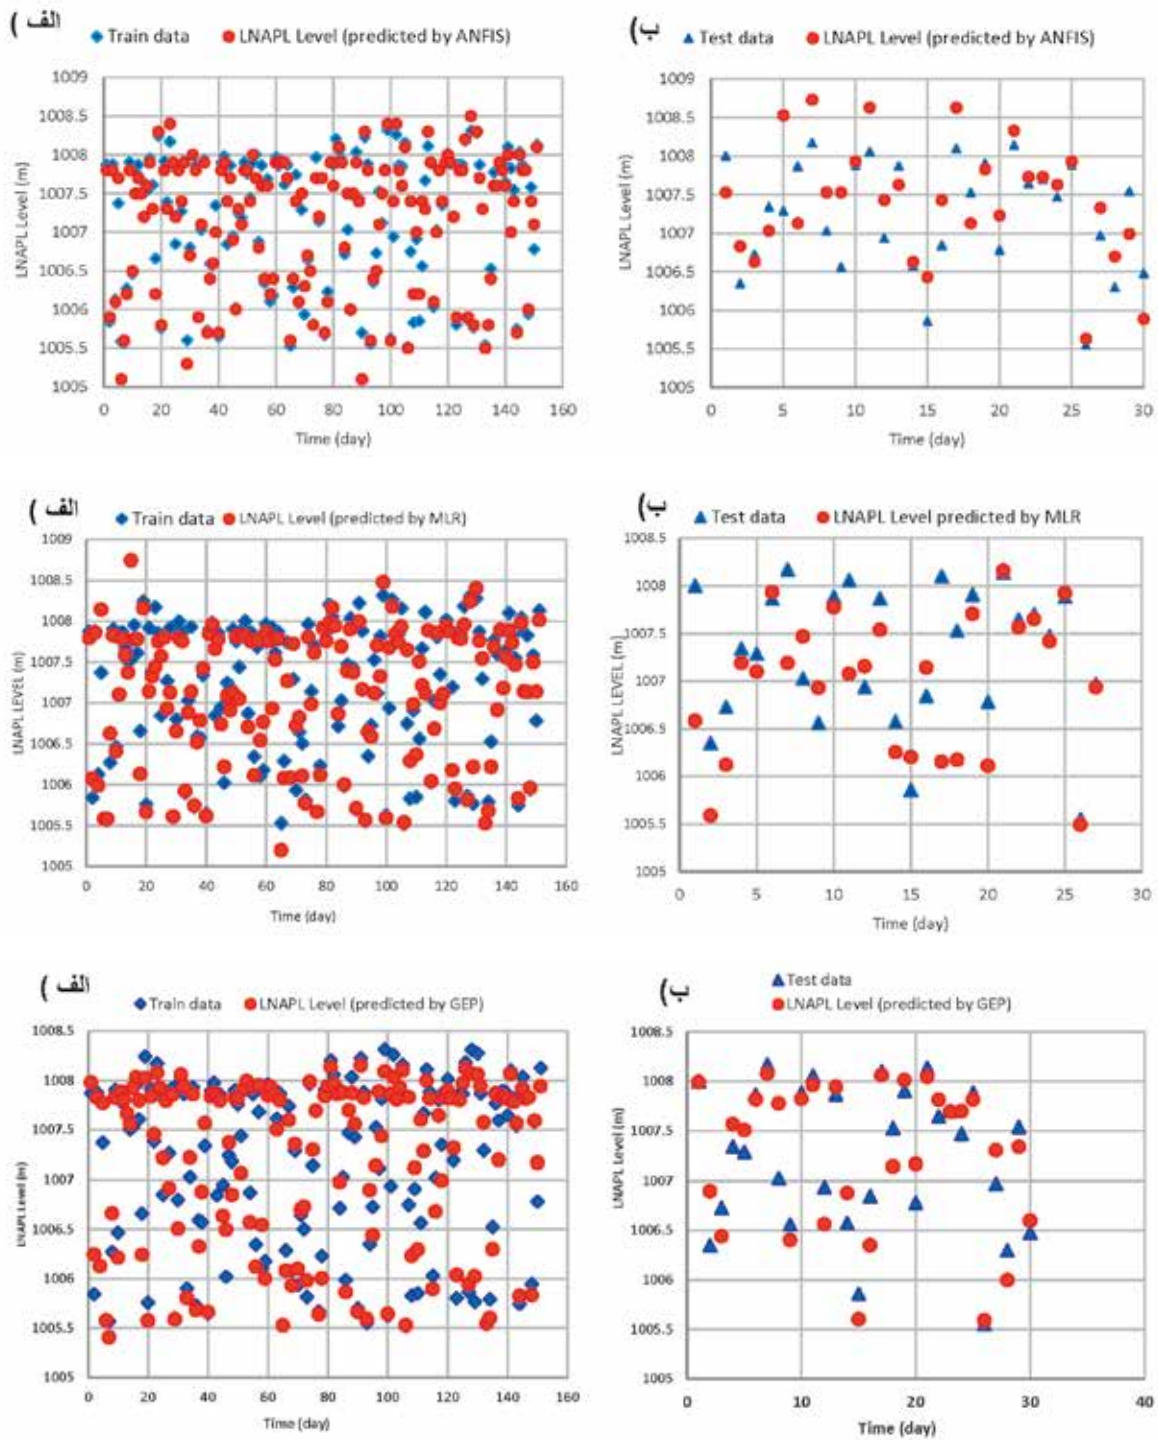 الف )
Train data LNAPL Level (predicted by ANFIS)
1009
1008.5
1008
1007.5
1007
1006.5
1006
1005.5
1005
LNAPL Level (m)
0 20 40 60 80 100 120 140 160
Time (day)
ب)
Test data LNAPL Level (predicted by ANFIS)
1009
1008.5
1008
1007.5
1007
1006.5
1006
1005.5
1005
LNAPL Level (m)
0 5 10 15 20 25 30
Time (day)
الف )
Train data LNAPL Level (predicted by MLR)
1009
1008.5
1008
1007.5
1007
1006.5
1006
1005.5
1005
LNAPL LEVEL (m)
0 20 40 60 80 100 120 140 160
Time (day)
ب)
Test data LNAPL Level predicted by MLR
1008.5
1008
1007.5
1007
1006.5
1006
1005.5
1005
LNAPL LEVEL (m)
0 5 10 15 20 25 30
Time (day)
الف )
Train data LNAPL Level (predicted by GEP)
1008.5
1008
1007.5
1007
1006.5
1006
1005.5
1005
LNAPL Level (m)
0 20 40 60 80 100 120 140 160
Time (day)
ب)
Test data
LNAPL Level (predicted by GEP)
1008.5
1008
1007.5
1007
1006.5
1006
1005.5
1005
LNAPL Level (m)
0 10 20 30 40
Time (day)